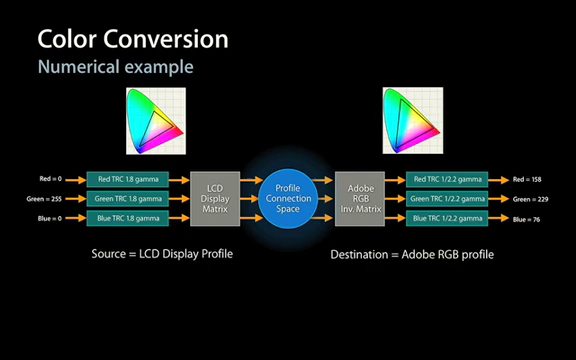 Color Conversion
Numerical example
Red = 0
Red TRC 1.8 gamma
Green = 255
Green TRC 1.8 gamma
Blue = 0
Blue TRC 1.8 gamma
LCD
Display
Matrix
Profile
Connection
Space
Adobe
RGB
Inv. Matrix
Red TRC 1/2.2 gamma
Red = 158
Green TRC 1/2.2 gamma
Green = 229
Blue TRC 1/2.2 gamma
Blue = 76
Source = LCD Display Profile
Destination = Adobe RGB profile